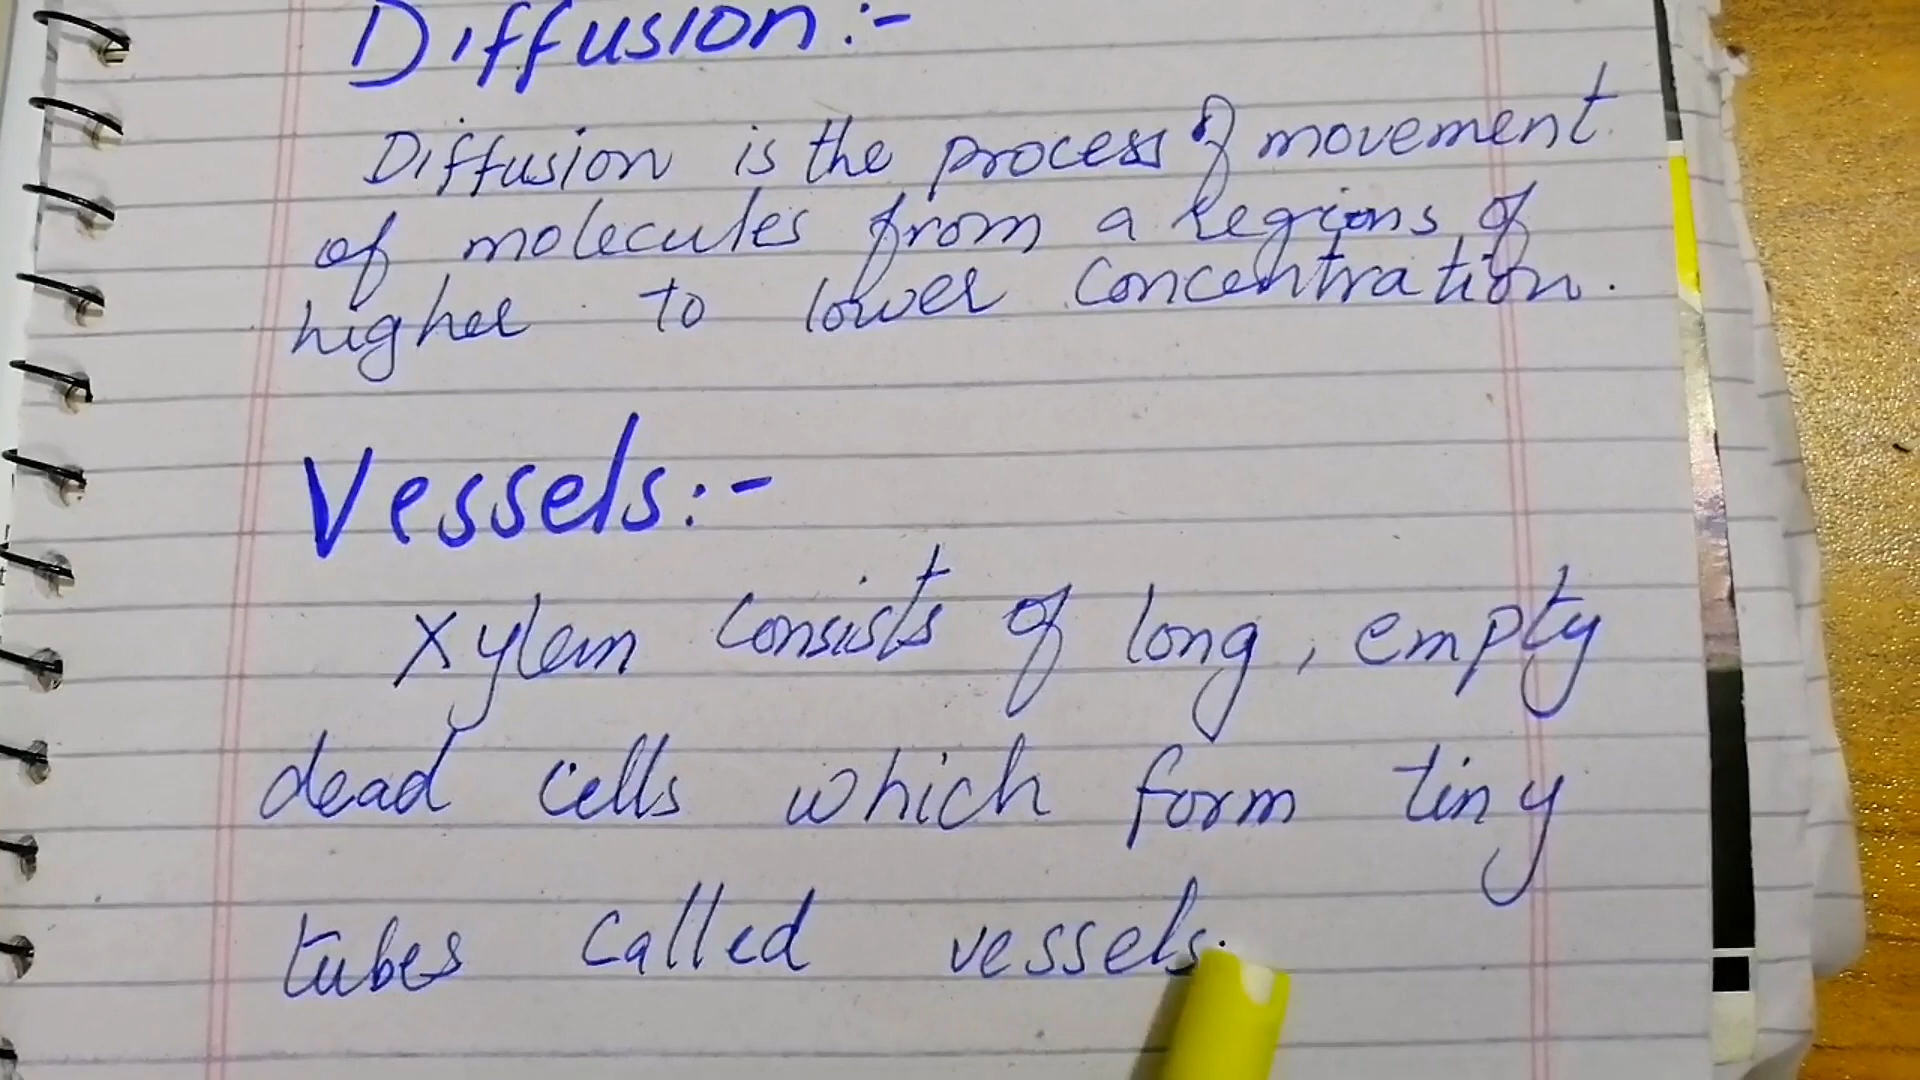 Diffusion:-
Diffusion is the process of movement
of molecules from a regions of
higher to lower concentration.
Vessels:-
Xylem consists of long, empty
dead cells which form tiny
tubes called vessels.